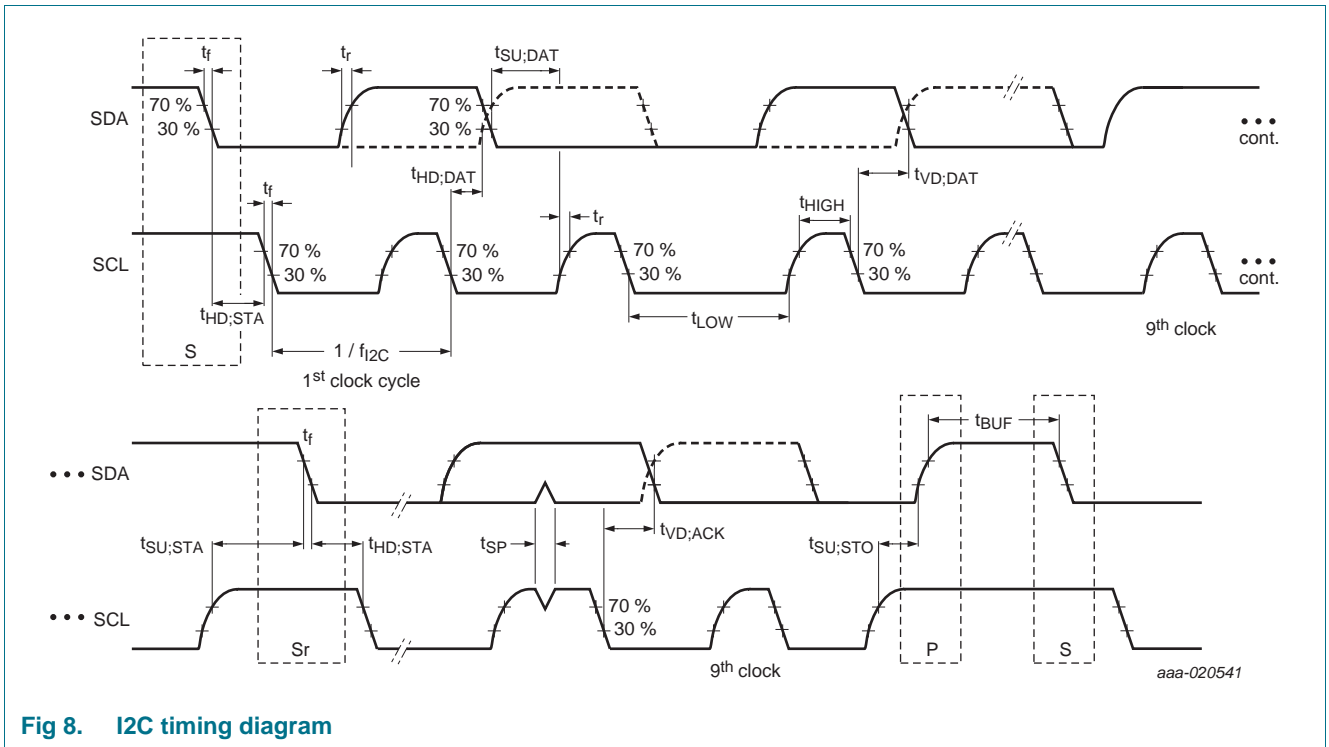 tf
tr
tSU;DAT
SDA
70 %
30 %
70 %
30 %
cont.
tHD;DAT
tVD;DAT
tf
tr
tHIGH
SCL
70 %
30 %
70 %
30 %
70 %
30 %
cont.
tHD;STA
tLOW
S
1 / fI2C
9th clock
1st clock cycle
tf
tBUF
SDA
tSU;STA
tHD;STA
tSP
tVD;ACK
tSU;STO
SCL
70 %
30 %
Sr
P
S
9th clock
aaa-020541
Fig 8. I2C timing diagram